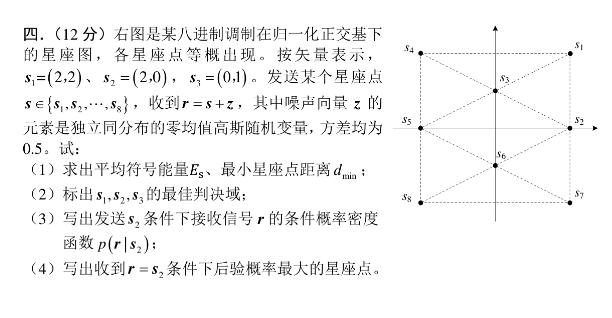 四.（12 分）右图是某八进制调制在归一化正交基下
的星座图，各星座点等概出现。按矢量表示，
s₁=(2,2)、s₂=(2,0)，s₃=(0,1)。发送某个星座点
s∈{s₁,s₂,⋯,s₈}，收到r=s+z，其中噪声向量 z 的
元素是独立同分布的零均值高斯随机变量，方差均为
0.5。试：
（1）求出平均符号能量Eₛ、最小星座点距离d_min；
（2）标出s₁,s₂,s₃的最佳判决域；
（3）写出发送s₂条件下接收信号 r 的条件概率密度
函数 p(r|s₂)；
（4）写出收到r=s₂条件下后验概率最大的星座点。
s₄
s₁
s₃
s₅
s₂
s₆
s₈
s₇